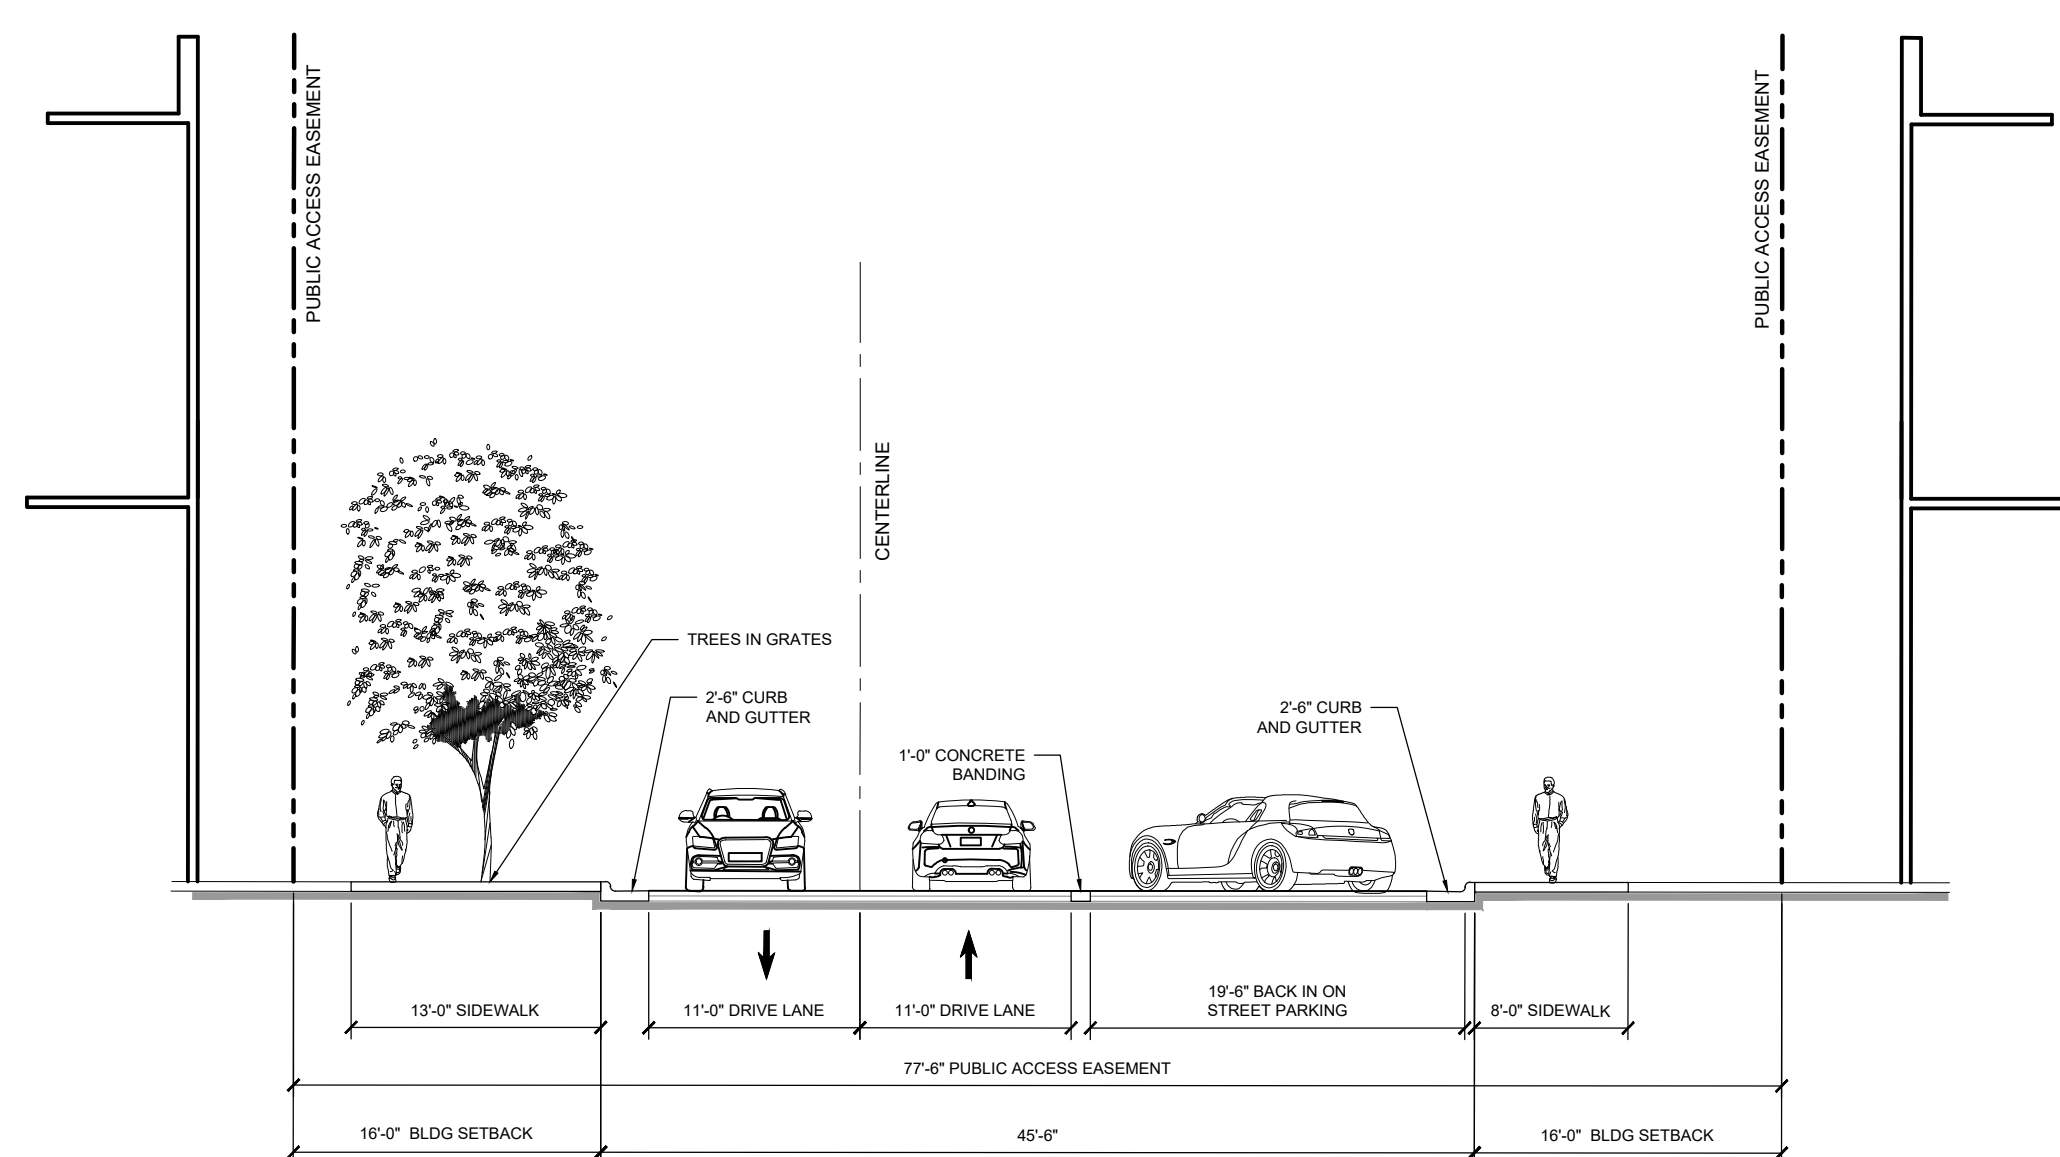 PUBLIC ACCESS EASEMENT
PUBLIC ACCESS EASEMENT
CENTERLINE
TREES IN GRATES
2'-6" CURB
AND GUTTER
2'-6" CURB
AND GUTTER
1'-0" CONCRETE
BANDING
13'-0" SIDEWALK
11'-0" DRIVE LANE
11'-0" DRIVE LANE
19'-6" BACK IN ON
STREET PARKING
8'-0" SIDEWALK
77'-6" PUBLIC ACCESS EASEMENT
16'-0" BLDG SETBACK
45'-6"
16'-0" BLDG SETBACK